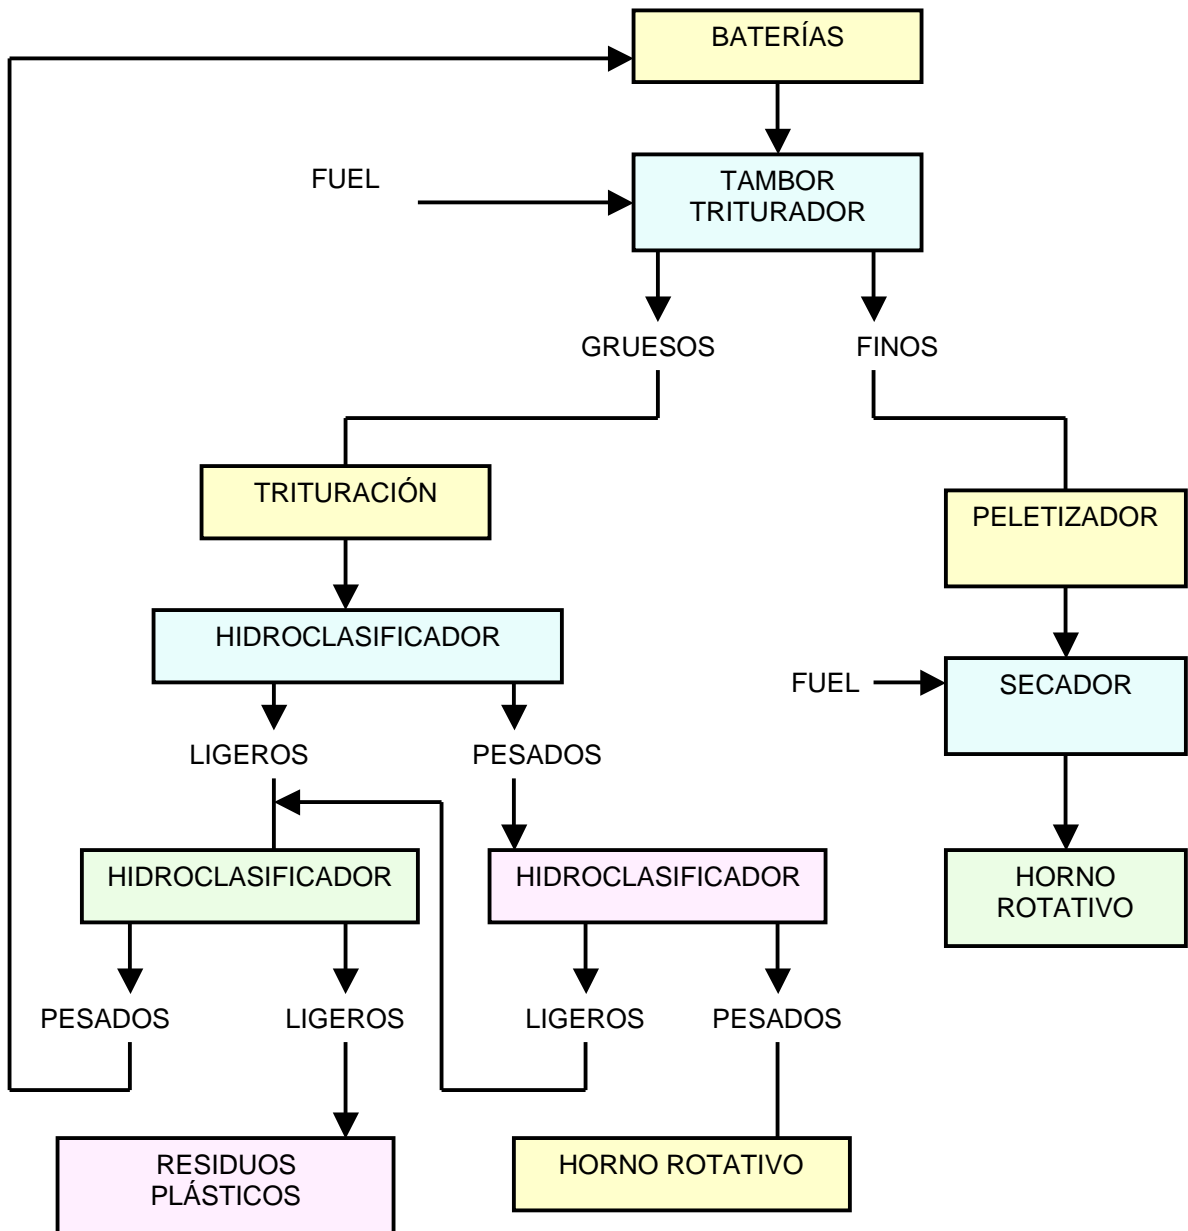 BATERÍAS
FUEL
TAMBOR
TRITURADOR
GRUESOS
FINOS
TRITURACIÓN
PELETIZADOR
HIDROCLASIFICADOR
FUEL
SECADOR
LIGEROS
PESADOS
HIDROCLASIFICADOR
HIDROCLASIFICADOR
HORNO
ROTATIVO
PESADOS
LIGEROS
LIGEROS
PESADOS
RESIDUOS
PLÁSTICOS
HORNO ROTATIVO